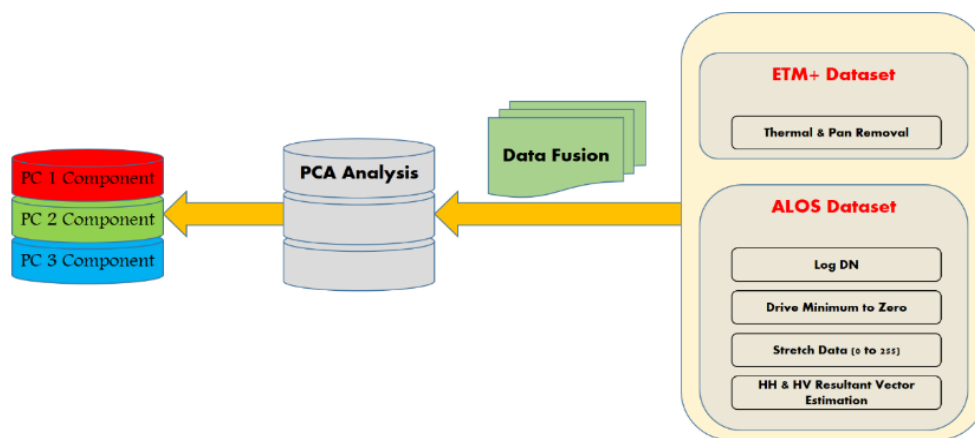 ETM+ Dataset
Thermal & Pan Removal
Data Fusion
PCA Analysis
PC 1 Component
PC 2 Component
PC 3 Component
ALOS Dataset
Log DN
Drive Minimum to Zero
Stretch Data (0 to 255)
HH & HV Resultant Vector
Estimation